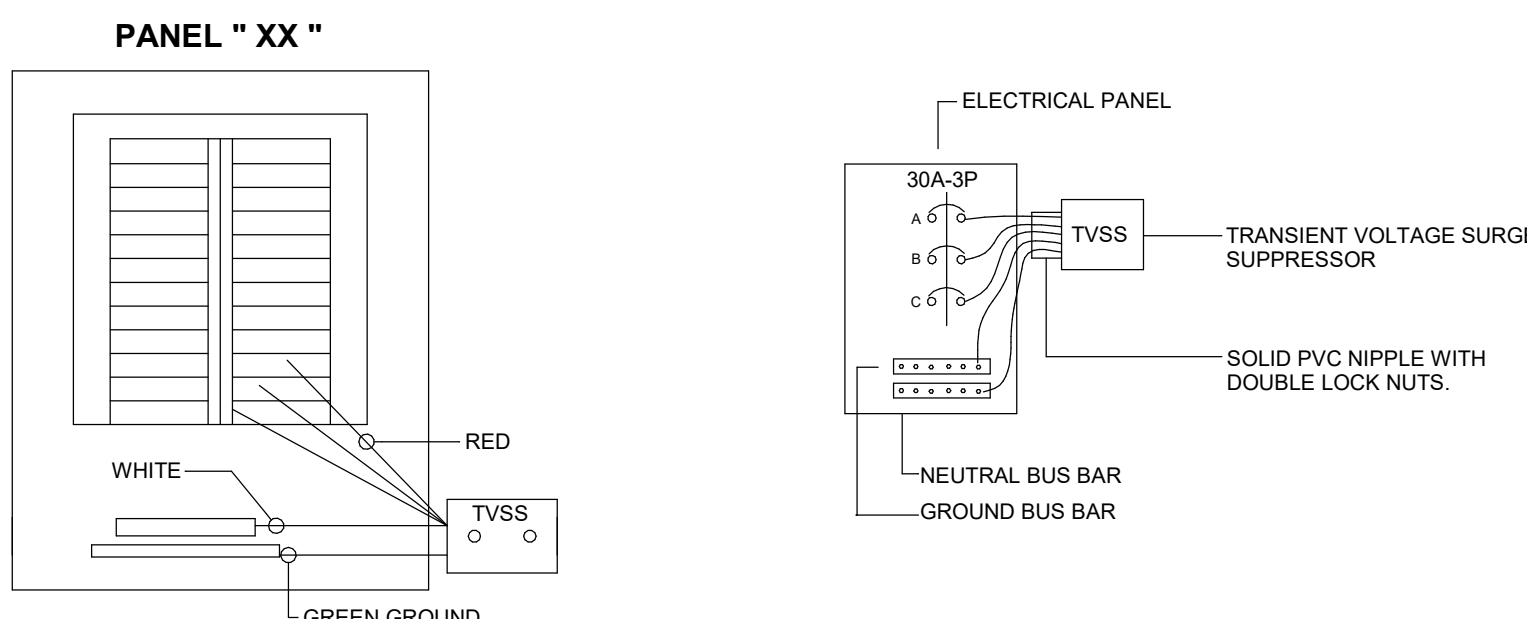 PANEL " XX "
RED
WHITE
TVSS
GREEN GROUND
ELECTRICAL PANEL
30A-3P
A
B
C
TVSS
TRANSIENT VOLTAGE SURGE
SUPPRESSOR
SOLID PVC NIPPLE WITH
DOUBLE LOCK NUTS.
NEUTRAL BUS BAR
GROUND BUS BAR